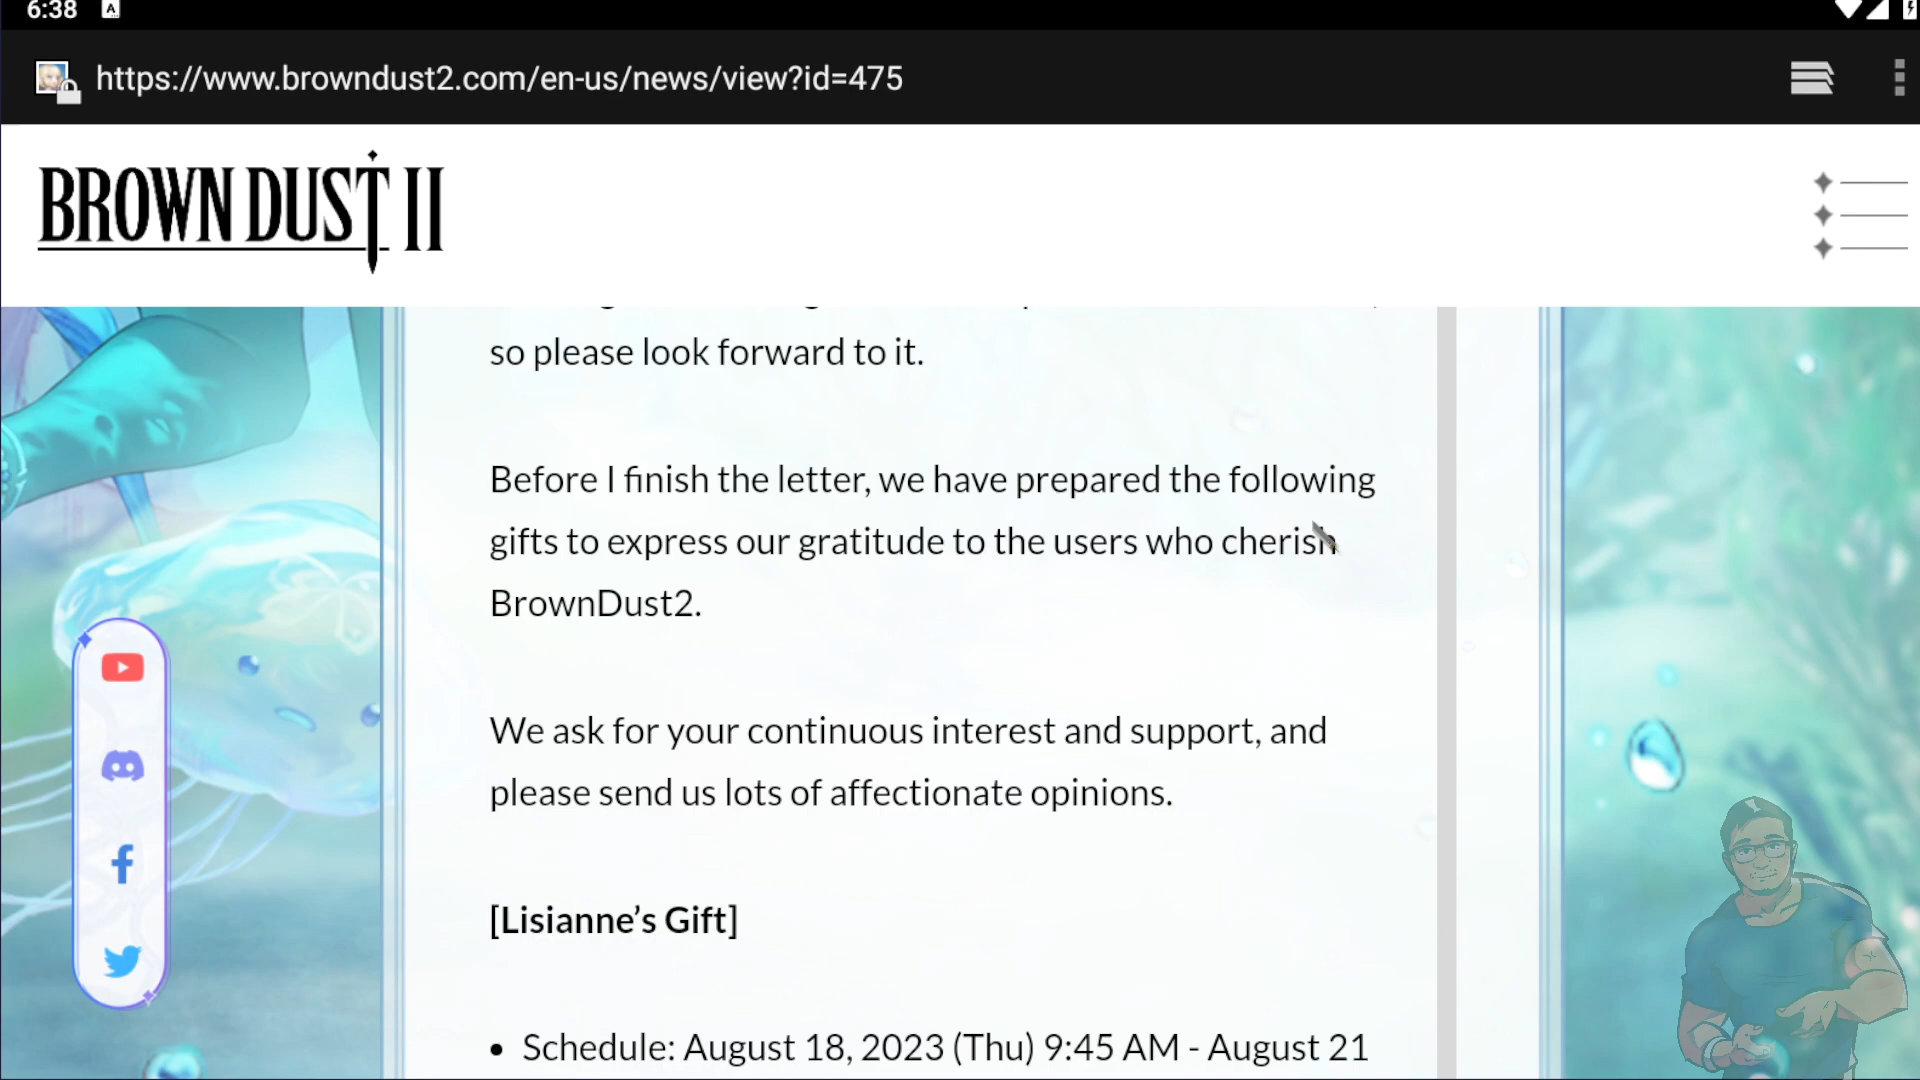 6:38
A
https://www.browndust2.com/en-us/news/view?id=475
BROWN DUST II
so please look forward to it.
Before I finish the letter, we have prepared the following
gifts to express our gratitude to the users who cherish
BrownDust2.
We ask for your continuous interest and support, and
please send us lots of affectionate opinions.
[Lisianne’s Gift]
• Schedule: August 18, 2023 (Thu) 9:45 AM - August 21